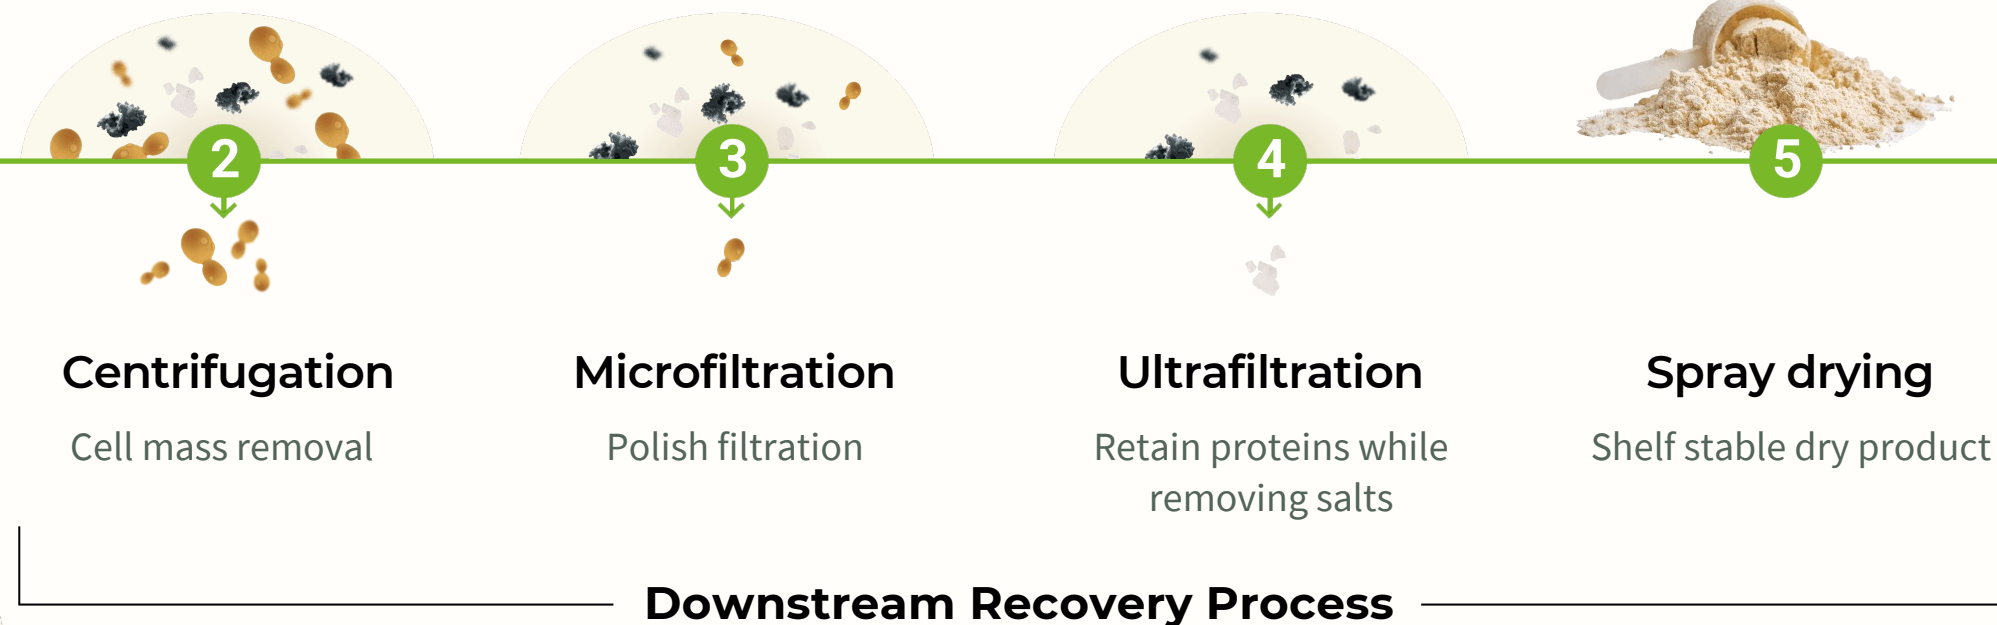 2
3
4
5
Centrifugation
Microfiltration
Ultrafiltration
Spray drying
Cell mass removal
Polish filtration
Retain proteins while
removing salts
Shelf stable dry product
Downstream Recovery Process